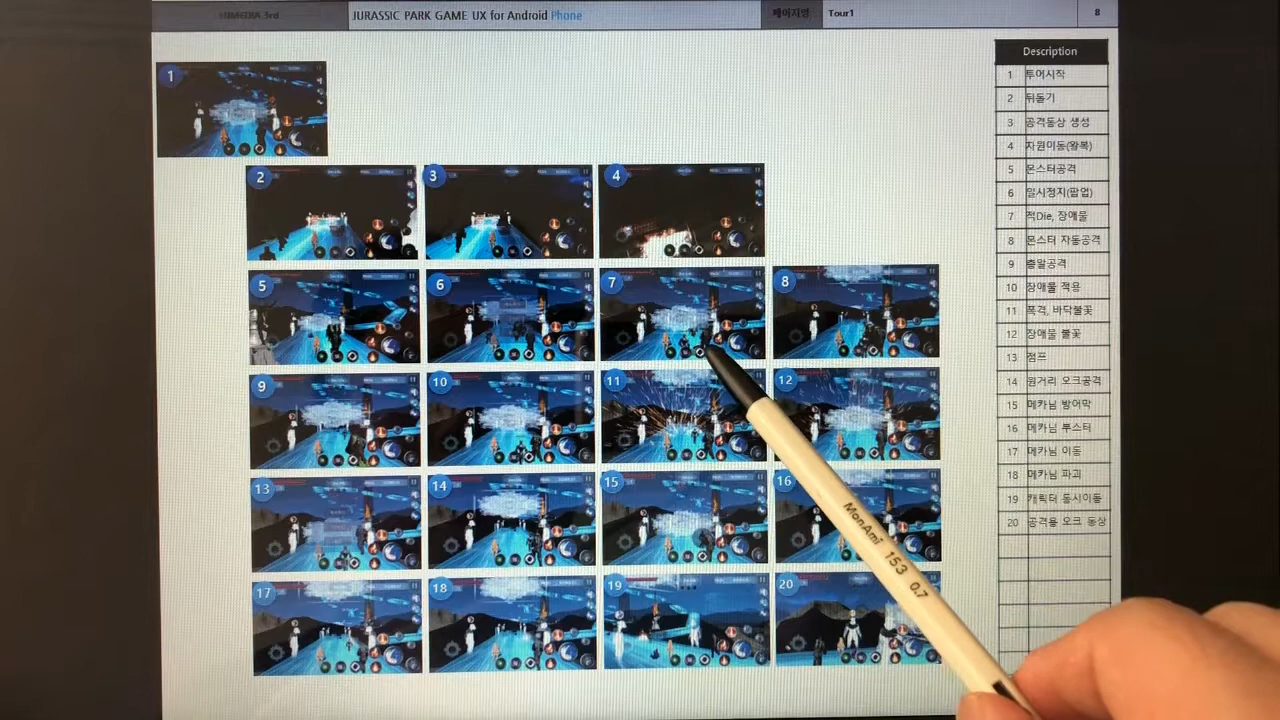 LUMEDIA 3rd
JURASSIC PARK GAME UX for Android Phone
페이지명
Tour1
8
Description
1 투어시작
2 뒤돌기
3 공격동상 생성
4 차원이동(왕복)
5 몬스터공격
6 일시정지(팝업)
7 적Die, 장애물
8 몬스터 자동공격
9 총알공격
10 장애물 적용
11 폭격, 바닥불꽃
12 장애물 불꽃
13 점프
14 원거리 오크공격
15 메카님 방어막
16 메카님 부스터
17 메카님 이동
18 메카님 파괴
19 캐릭터 동시이동
20 공격용 오크 동상
1
2
3
4
5
6
7
8
9
10
11
12
13
14
15
16
17
18
19
20
MonAmi 153 0.7